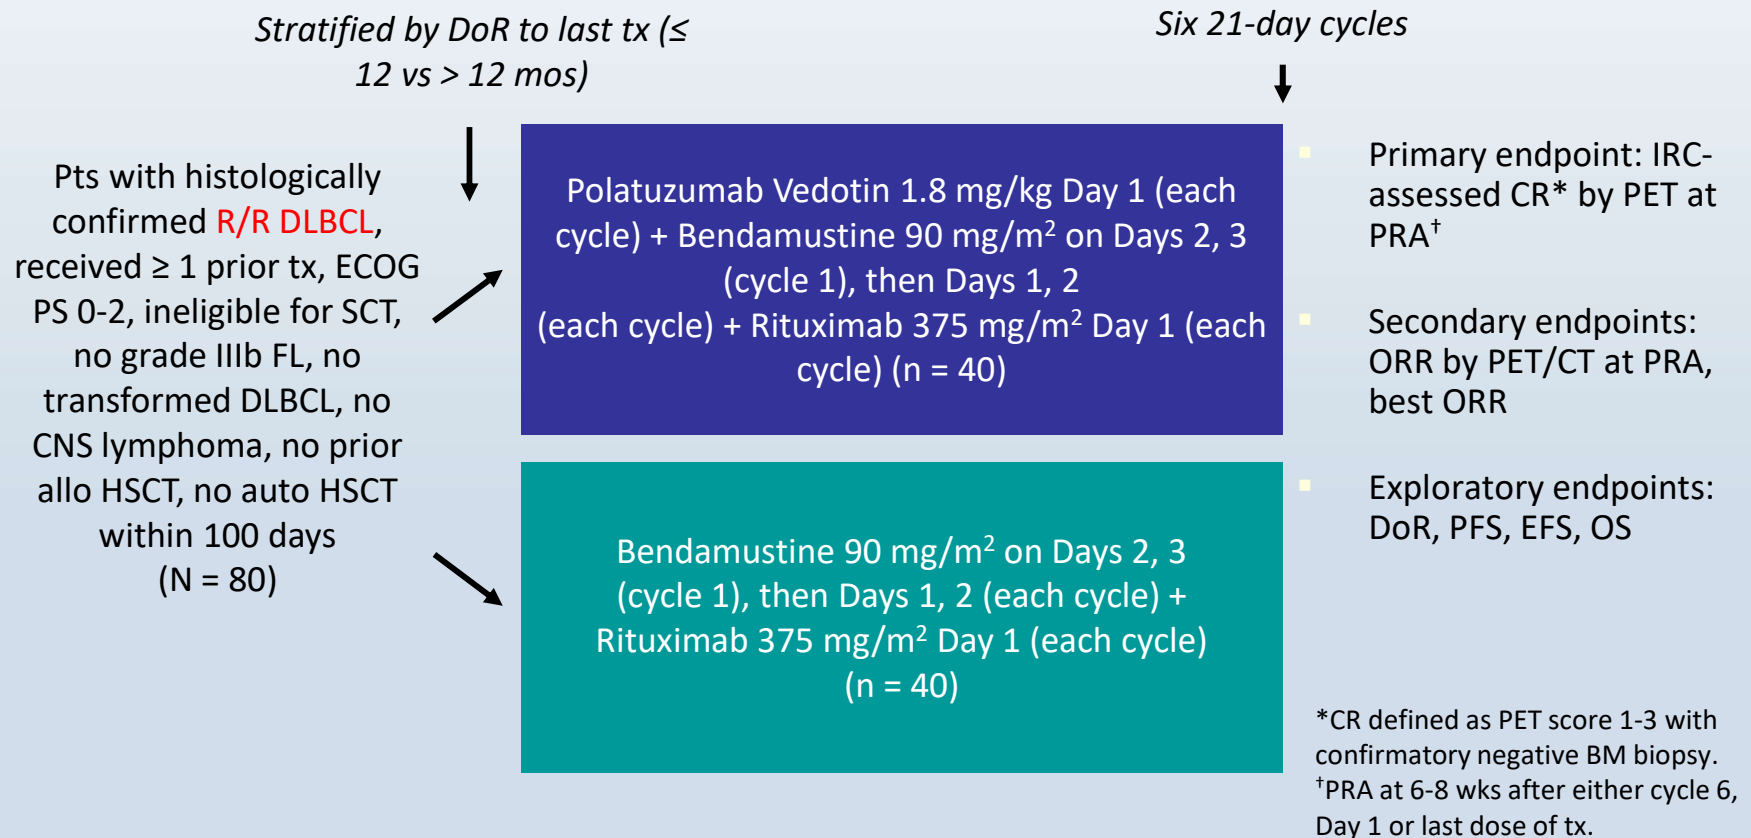 Stratified by DoR to last tx (≤
12 vs > 12 mos)
Six 21-day cycles
Pts with histologically
confirmed R/R DLBCL,
received ≥ 1 prior tx, ECOG
PS 0-2, ineligible for SCT,
no grade IIIb FL, no
transformed DLBCL, no
CNS lymphoma, no prior
allo HSCT, no auto HSCT
within 100 days
(N = 80)
Polatuzumab Vedotin 1.8 mg/kg Day 1 (each
cycle) + Bendamustine 90 mg/m² on Days 2, 3
(cycle 1), then Days 1, 2
(each cycle) + Rituximab 375 mg/m² Day 1 (each
cycle) (n = 40)
Bendamustine 90 mg/m² on Days 2, 3
(cycle 1), then Days 1, 2 (each cycle) +
Rituximab 375 mg/m² Day 1 (each cycle)
(n = 40)
▪ Primary endpoint: IRC-
assessed CR* by PET at
PRA†
▪ Secondary endpoints:
ORR by PET/CT at PRA,
best ORR
▪ Exploratory endpoints:
DoR, PFS, EFS, OS
*CR defined as PET score 1-3 with
confirmatory negative BM biopsy.
†PRA at 6-8 wks after either cycle 6,
Day 1 or last dose of tx.